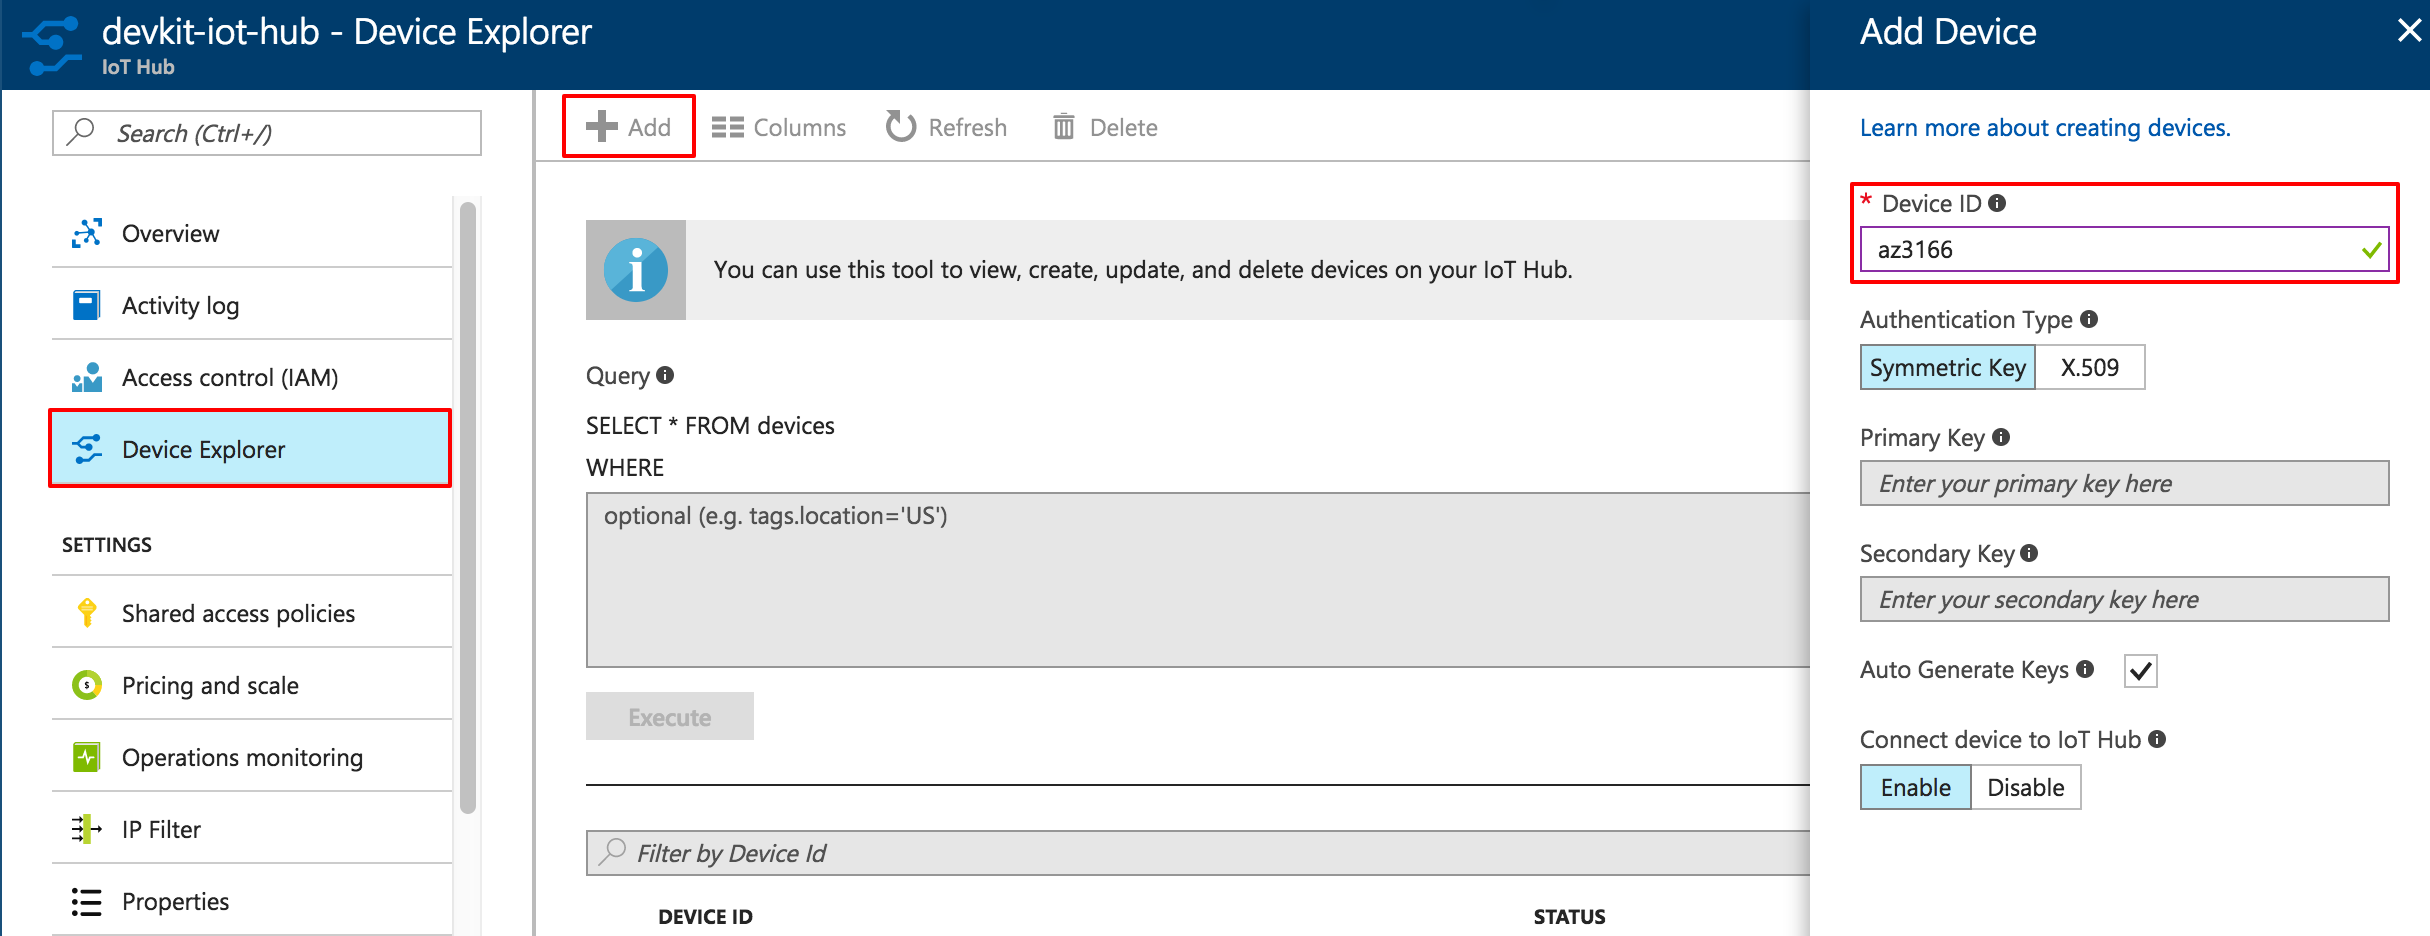 devkit-iot-hub - Device Explorer
IoT Hub
Search (Ctrl+/)
Overview
Activity log
Access control (IAM)
Device Explorer
SETTINGS
Shared access policies
Pricing and scale
Operations monitoring
IP Filter
Properties
Add
Columns
Refresh
Delete
You can use this tool to view, create, update, and delete devices on your IoT Hub.
Query
SELECT * FROM devices
WHERE
optional (e.g. tags.location='US')
Execute
Filter by Device Id
DEVICE ID
STATUS
Add Device
Learn more about creating devices.
* Device ID
az3166
Authentication Type
Symmetric Key
X.509
Primary Key
Enter your primary key here
Secondary Key
Enter your secondary key here
Auto Generate Keys
Connect device to IoT Hub
Enable
Disable